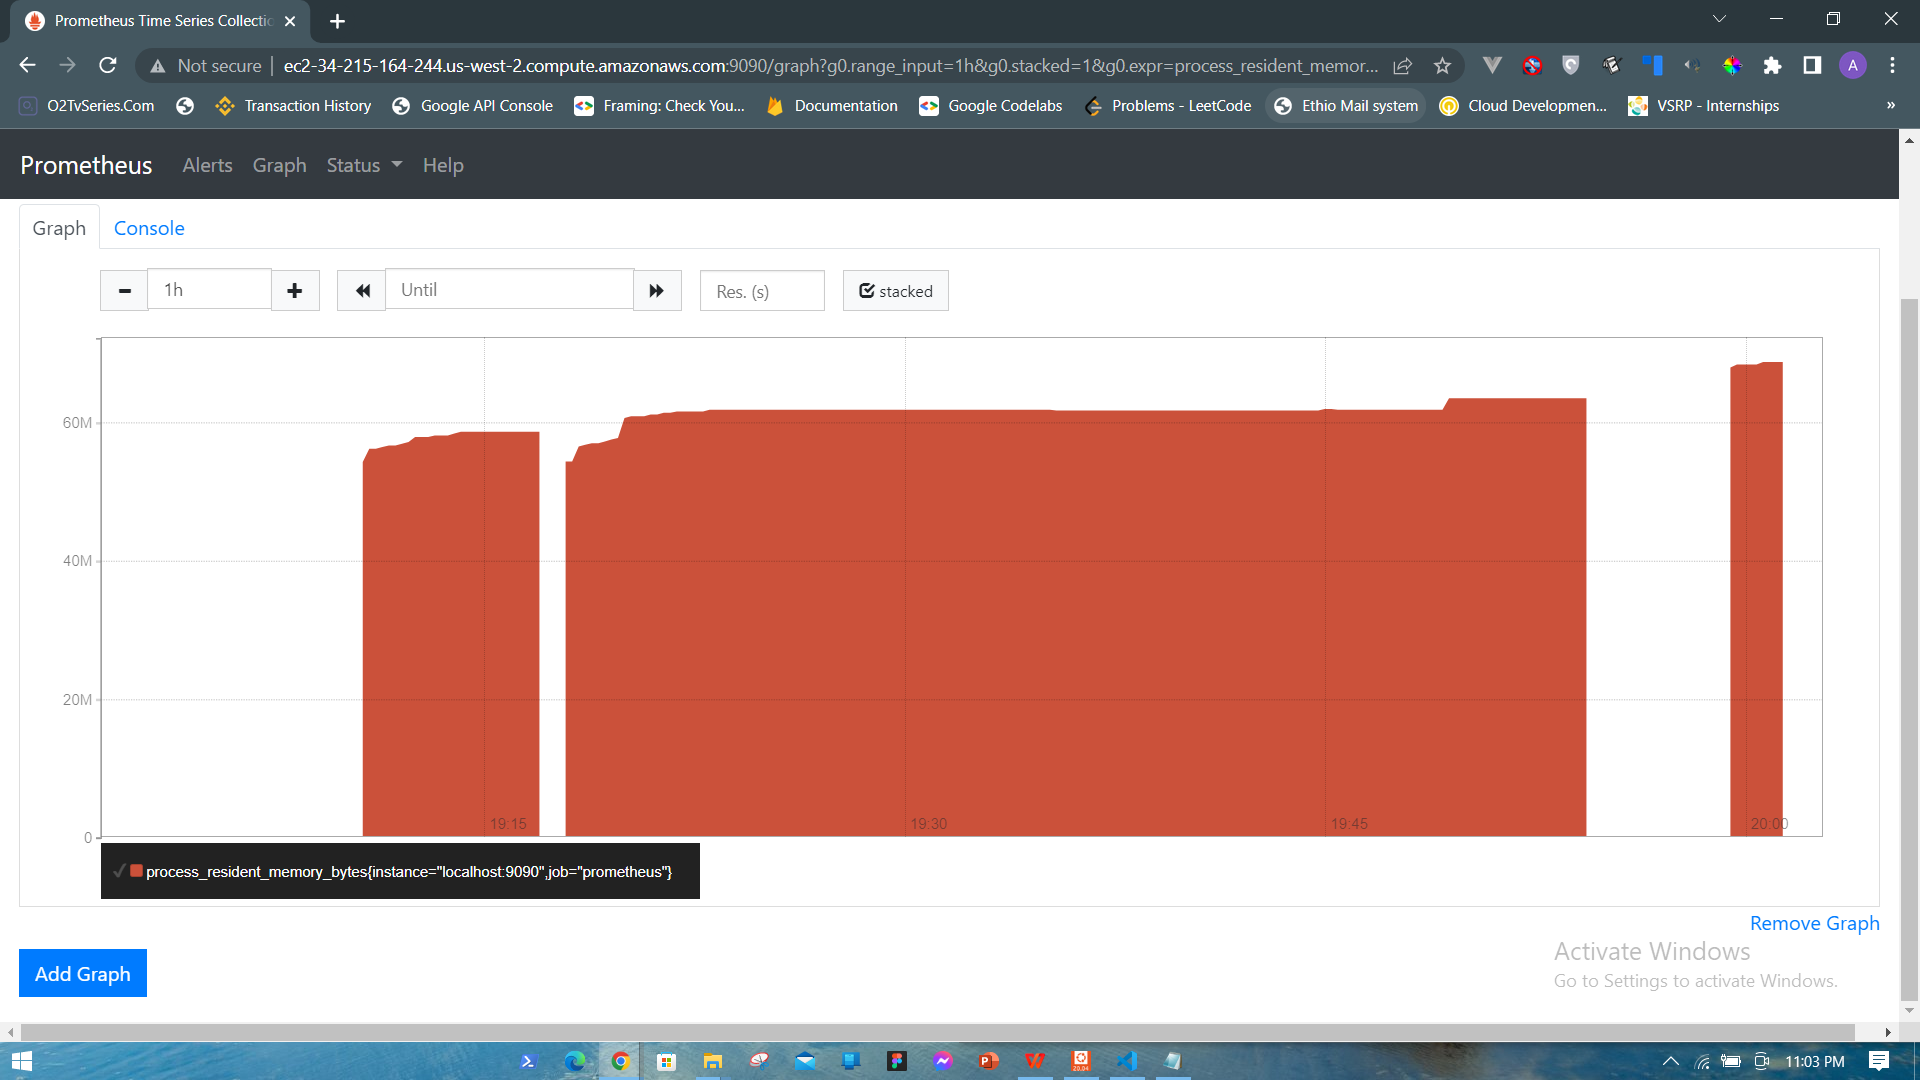 Prometheus Time Series Collectio
Not secure | ec2-34-215-164-244.us-west-2.compute.amazonaws.com:9090/graph?g0.range_input=1h&g0.stacked=1&g0.expr=process_resident_memor...
A
O2TvSeries.Com
Transaction History
Google API Console
Framing: Check You...
Documentation
Google Codelabs
Problems - LeetCode
Ethio Mail system
Cloud Developmen...
VSRP - Internships
»
Prometheus
Alerts
Graph
Status
Help
Graph
Console
1h
Until
Res. (s)
stacked
60M
40M
20M
0
19:15
19:30
19:45
20:00
process_resident_memory_bytes{instance="localhost:9090",job="prometheus"}
Remove Graph
Add Graph
Activate Windows
Go to Settings to activate Windows.
20.04
11:03 PM